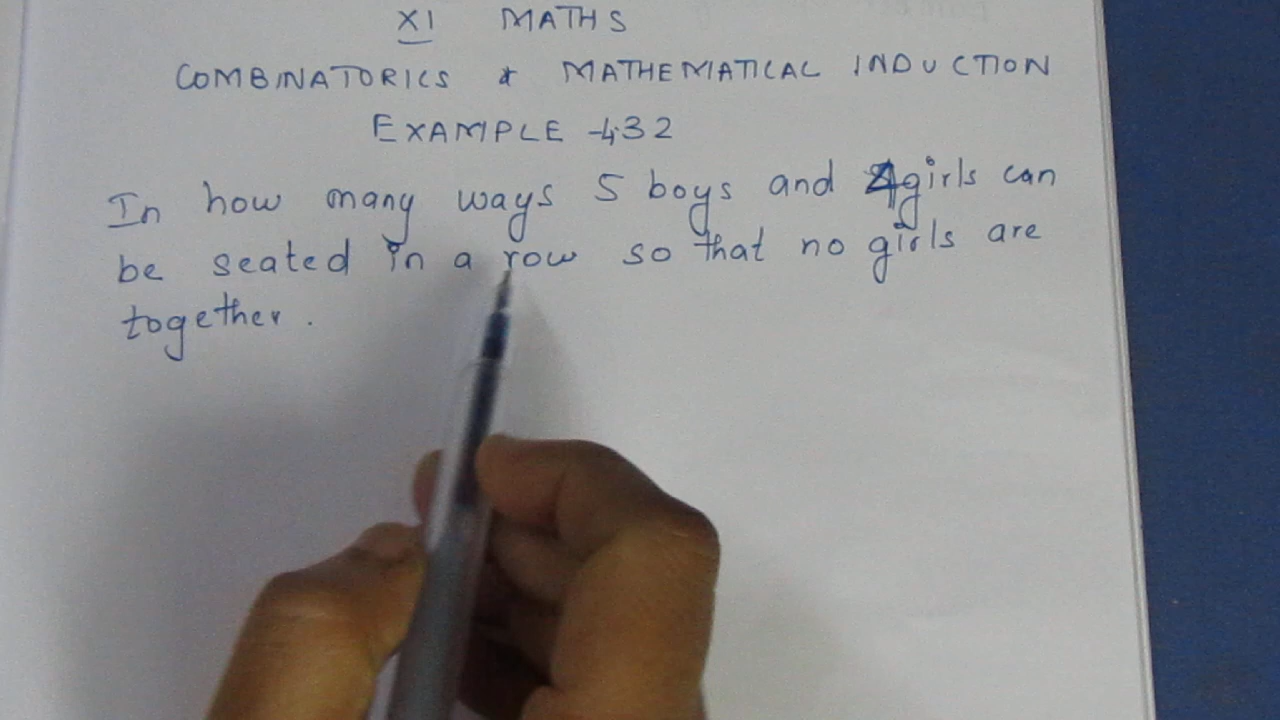 XI MATHS
COMBINATORICS & MATHEMATICAL INDUCTION
EXAMPLE - 4.32
In how many ways 5 boys and 4 girls can
be seated in a row so that no girls are
together.